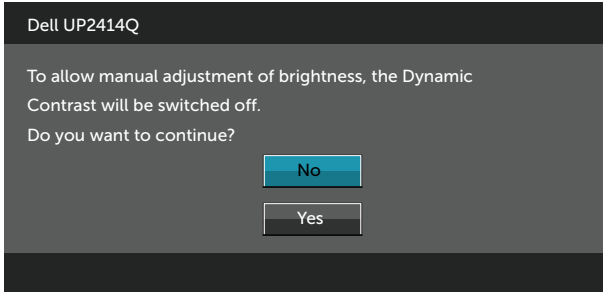 Dell UP2414Q
To allow manual adjustment of brightness, the Dynamic
Contrast will be switched off.
Do you want to continue?
No
Yes